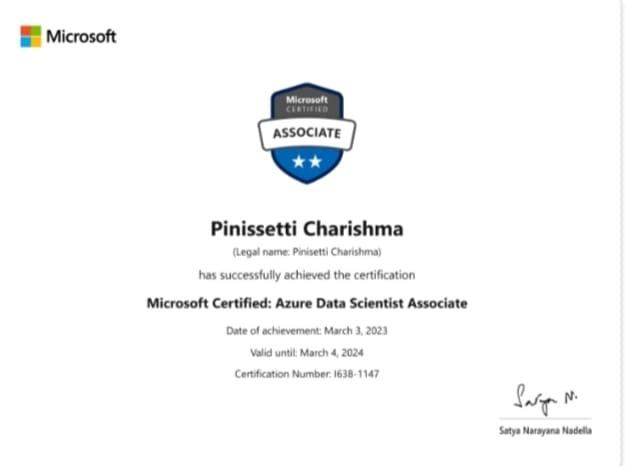 Microsoft
Microsoft
CERTIFIED
ASSOCIATE
Pinissetti Charishma
(Legal name: Pinisetti Charishma)
has successfully achieved the certification
Microsoft Certified: Azure Data Scientist Associate
Date of achievement: March 3, 2023
Valid until: March 4, 2024
Certification Number: I638-1147
Satya N.
Satya Narayana Nadella